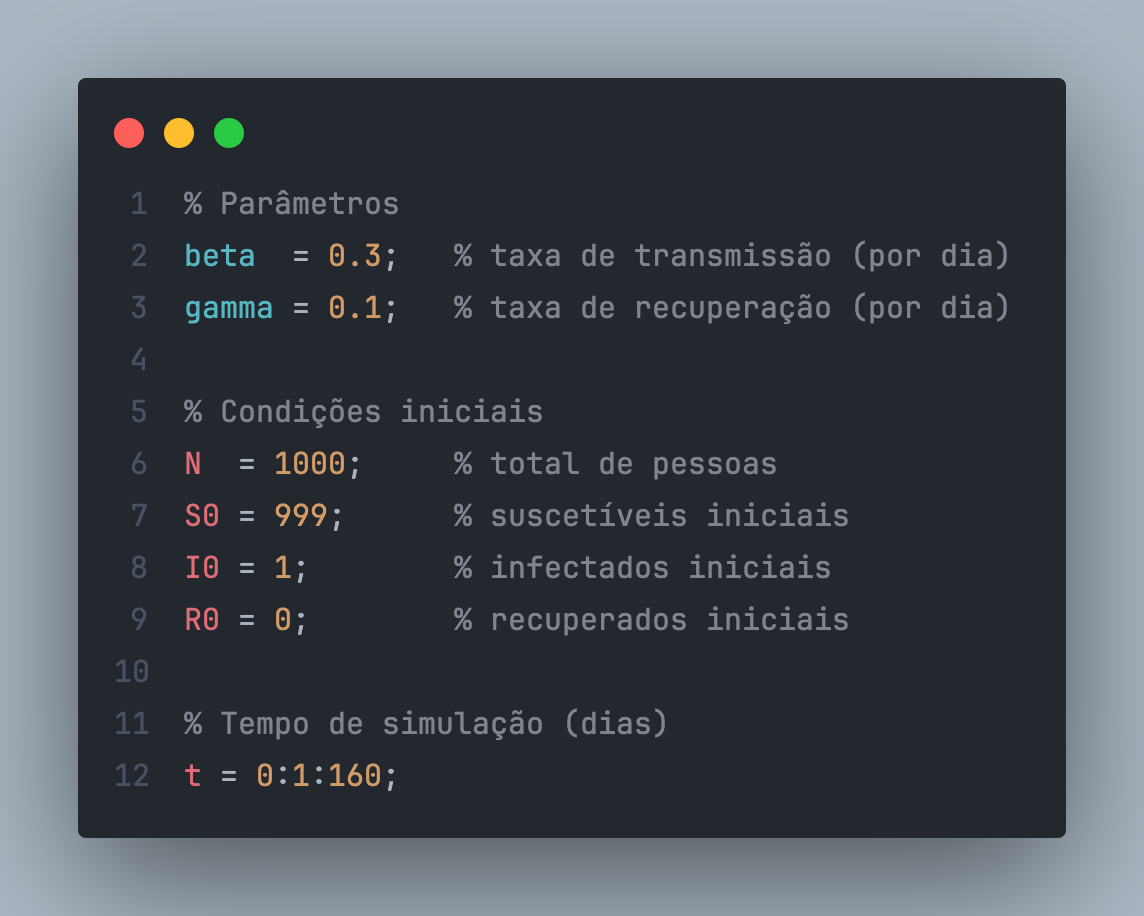 1 % Parâmetros
2 beta  = 0.3;   % taxa de transmissão (por dia)
3 gamma = 0.1;   % taxa de recuperação (por dia)
4
5 % Condições iniciais
6 N  = 1000;     % total de pessoas
7 S0 = 999;      % suscetíveis iniciais
8 I0 = 1;        % infectados iniciais
9 R0 = 0;        % recuperados iniciais
10
11 % Tempo de simulação (dias)
12 t = 0:1:160;